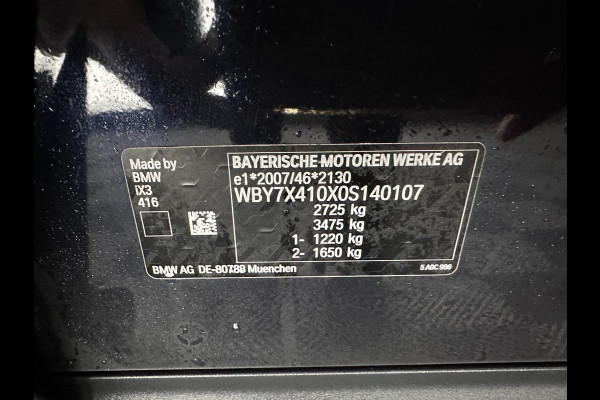 Made by
BMW
iX3
416
BAYERISCHE MOTOREN WERKE AG
e1*2007/46*2130
WBY7X410X0S140107
2725 kg
3475 kg
1- 1220 kg
2- 1650 kg
BMW AG DE-80788 Muenchen
5 A0C 986